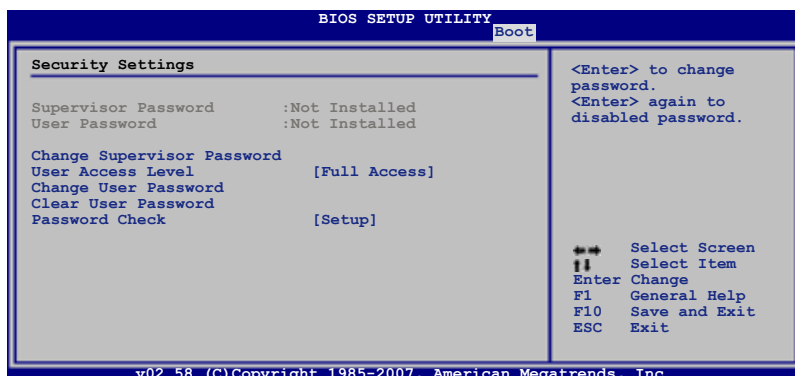 BIOS SETUP UTILITY
Boot
Security Settings
Supervisor Password :Not Installed
User Password :Not Installed
Change Supervisor Password
User Access Level [Full Access]
Change User Password
Clear User Password
Password Check [Setup]
<Enter> to change
password.
<Enter> again to
disabled password.
Select Screen
Select Item
Enter Change
F1 General Help
F10 Save and Exit
ESC Exit
v02.58 (C)Copyright 1985-2007, American Megatrends, Inc.